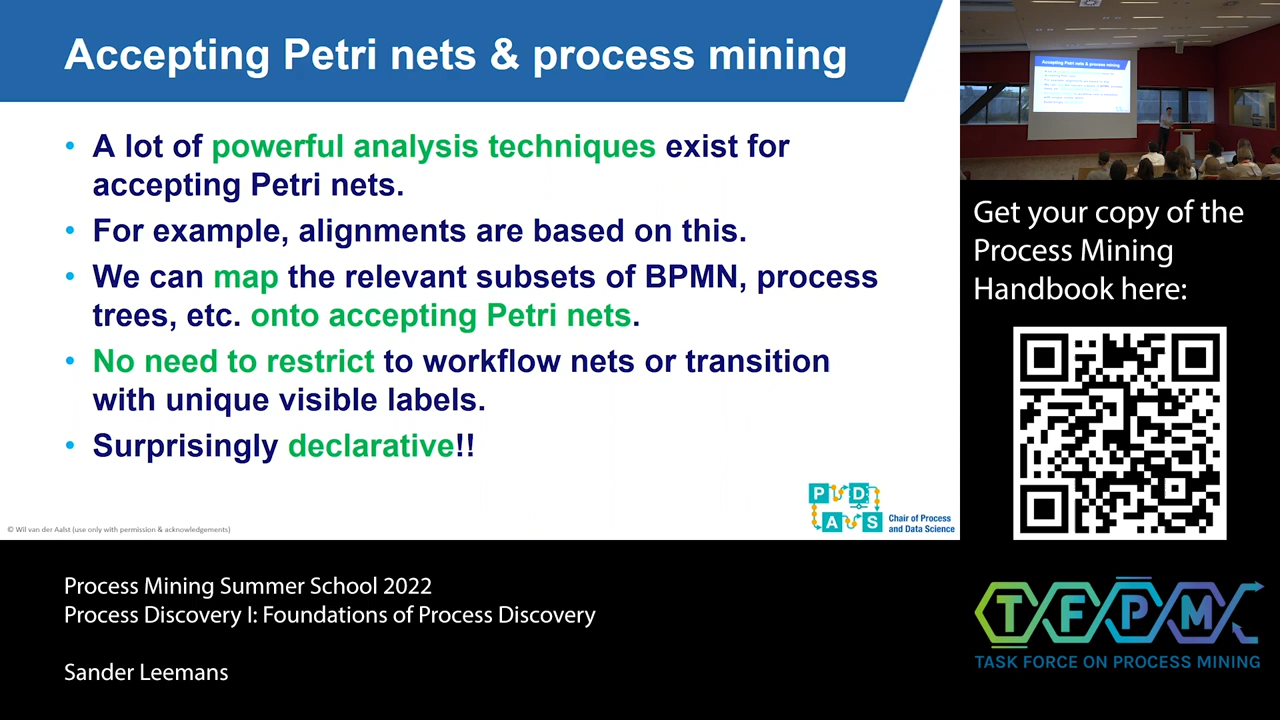 Accepting Petri nets & process mining
• A lot of powerful analysis techniques exist for
accepting Petri nets.
• For example, alignments are based on this.
• We can map the relevant subsets of BPMN, process
trees, etc. onto accepting Petri nets.
• No need to restrict to workflow nets or transition
with unique visible labels.
• Surprisingly declarative!!
© Wil van der Aalst (use only with permission & acknowledgements)
P D
A S
Chair of Process
and Data Science
Accepting Petri nets & process mining
Get your copy of the
Process Mining
Handbook here:
Process Mining Summer School 2022
Process Discovery I: Foundations of Process Discovery
Sander Leemans
TFPM
TASK FORCE ON PROCESS MINING